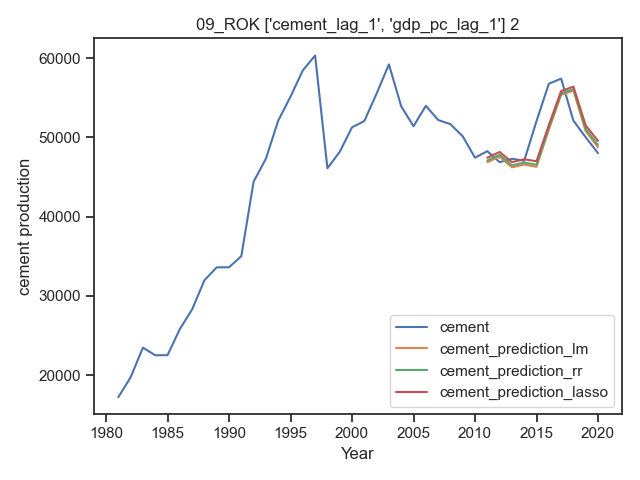 09_ROK ['cement_lag_1', 'gdp_pc_lag_1'] 2
60000
50000
40000
30000
20000
cement production
1980 1985 1990 1995 2000 2005 2010 2015 2020
Year
cement
cement_prediction_lm
cement_prediction_rr
cement_prediction_lasso